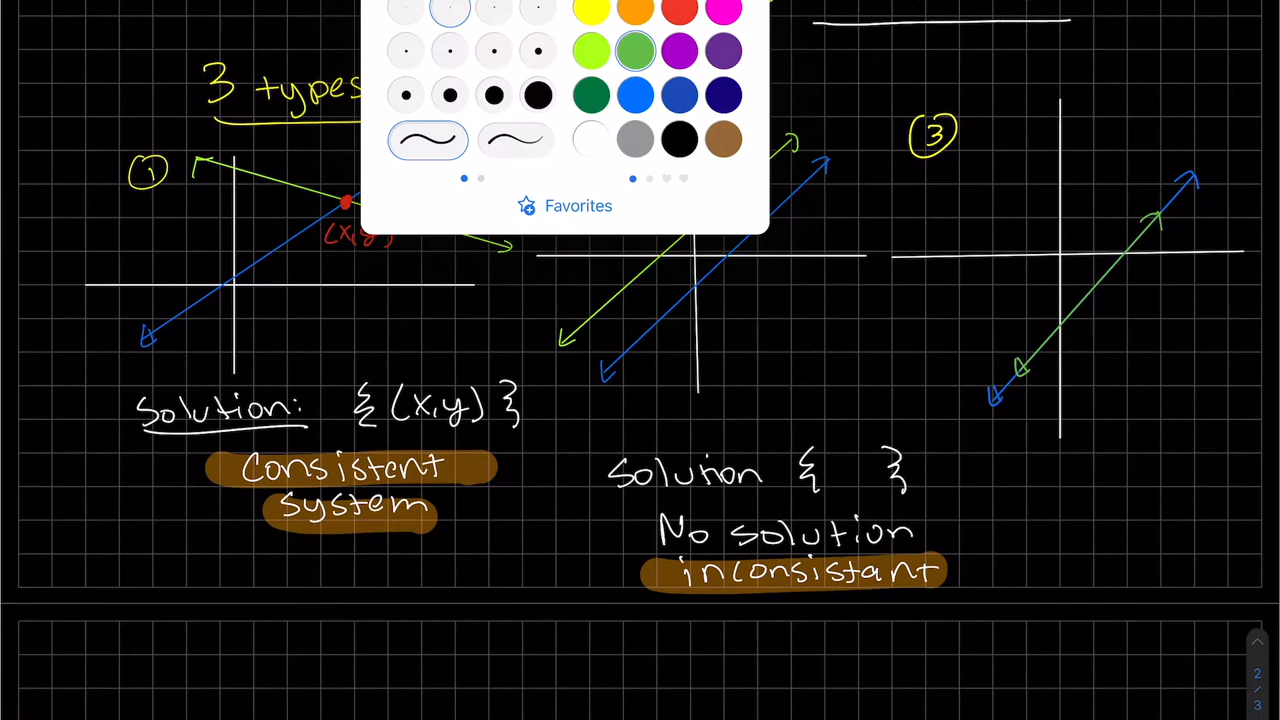 3 types
Favorites
①
③
(x,y)
Solution: {(x,y)}
Consistent
system
Solution { }
No solution
inconsistant
2
/
3